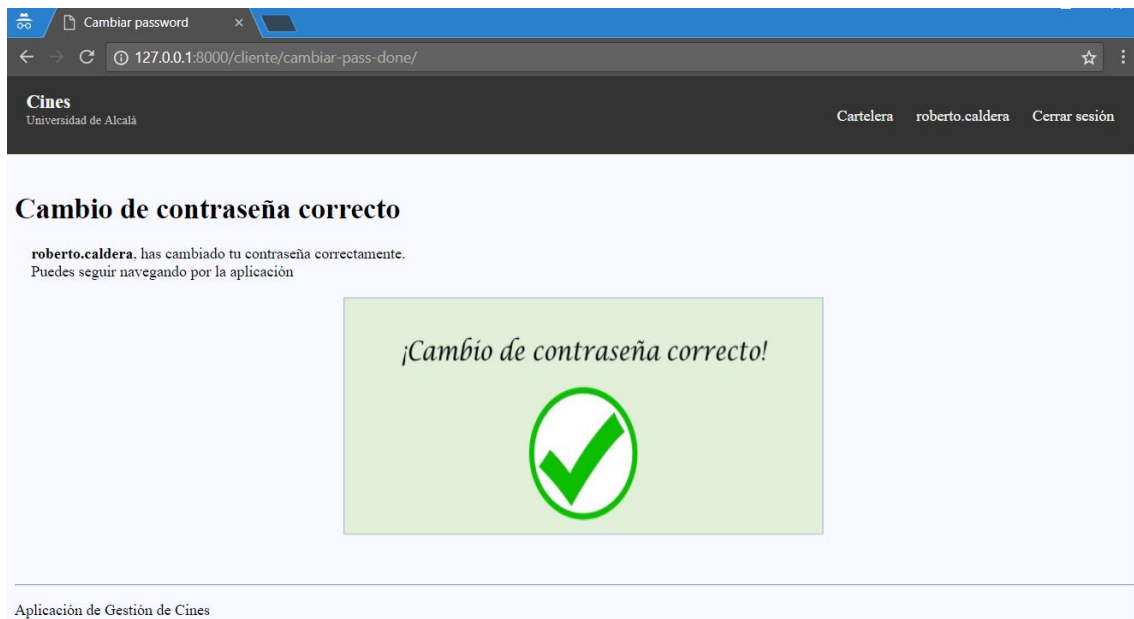 Cambiar password
127.0.0.1:8000/cliente/cambiar-pass-done/
Cines
Universidad de Alcalá
Cartelera roberto.caldera Cerrar sesión
Cambio de contraseña correcto
roberto.caldera, has cambiado tu contraseña correctamente.
Puedes seguir navegando por la aplicación
¡Cambio de contraseña correcto!
Aplicación de Gestión de Cines